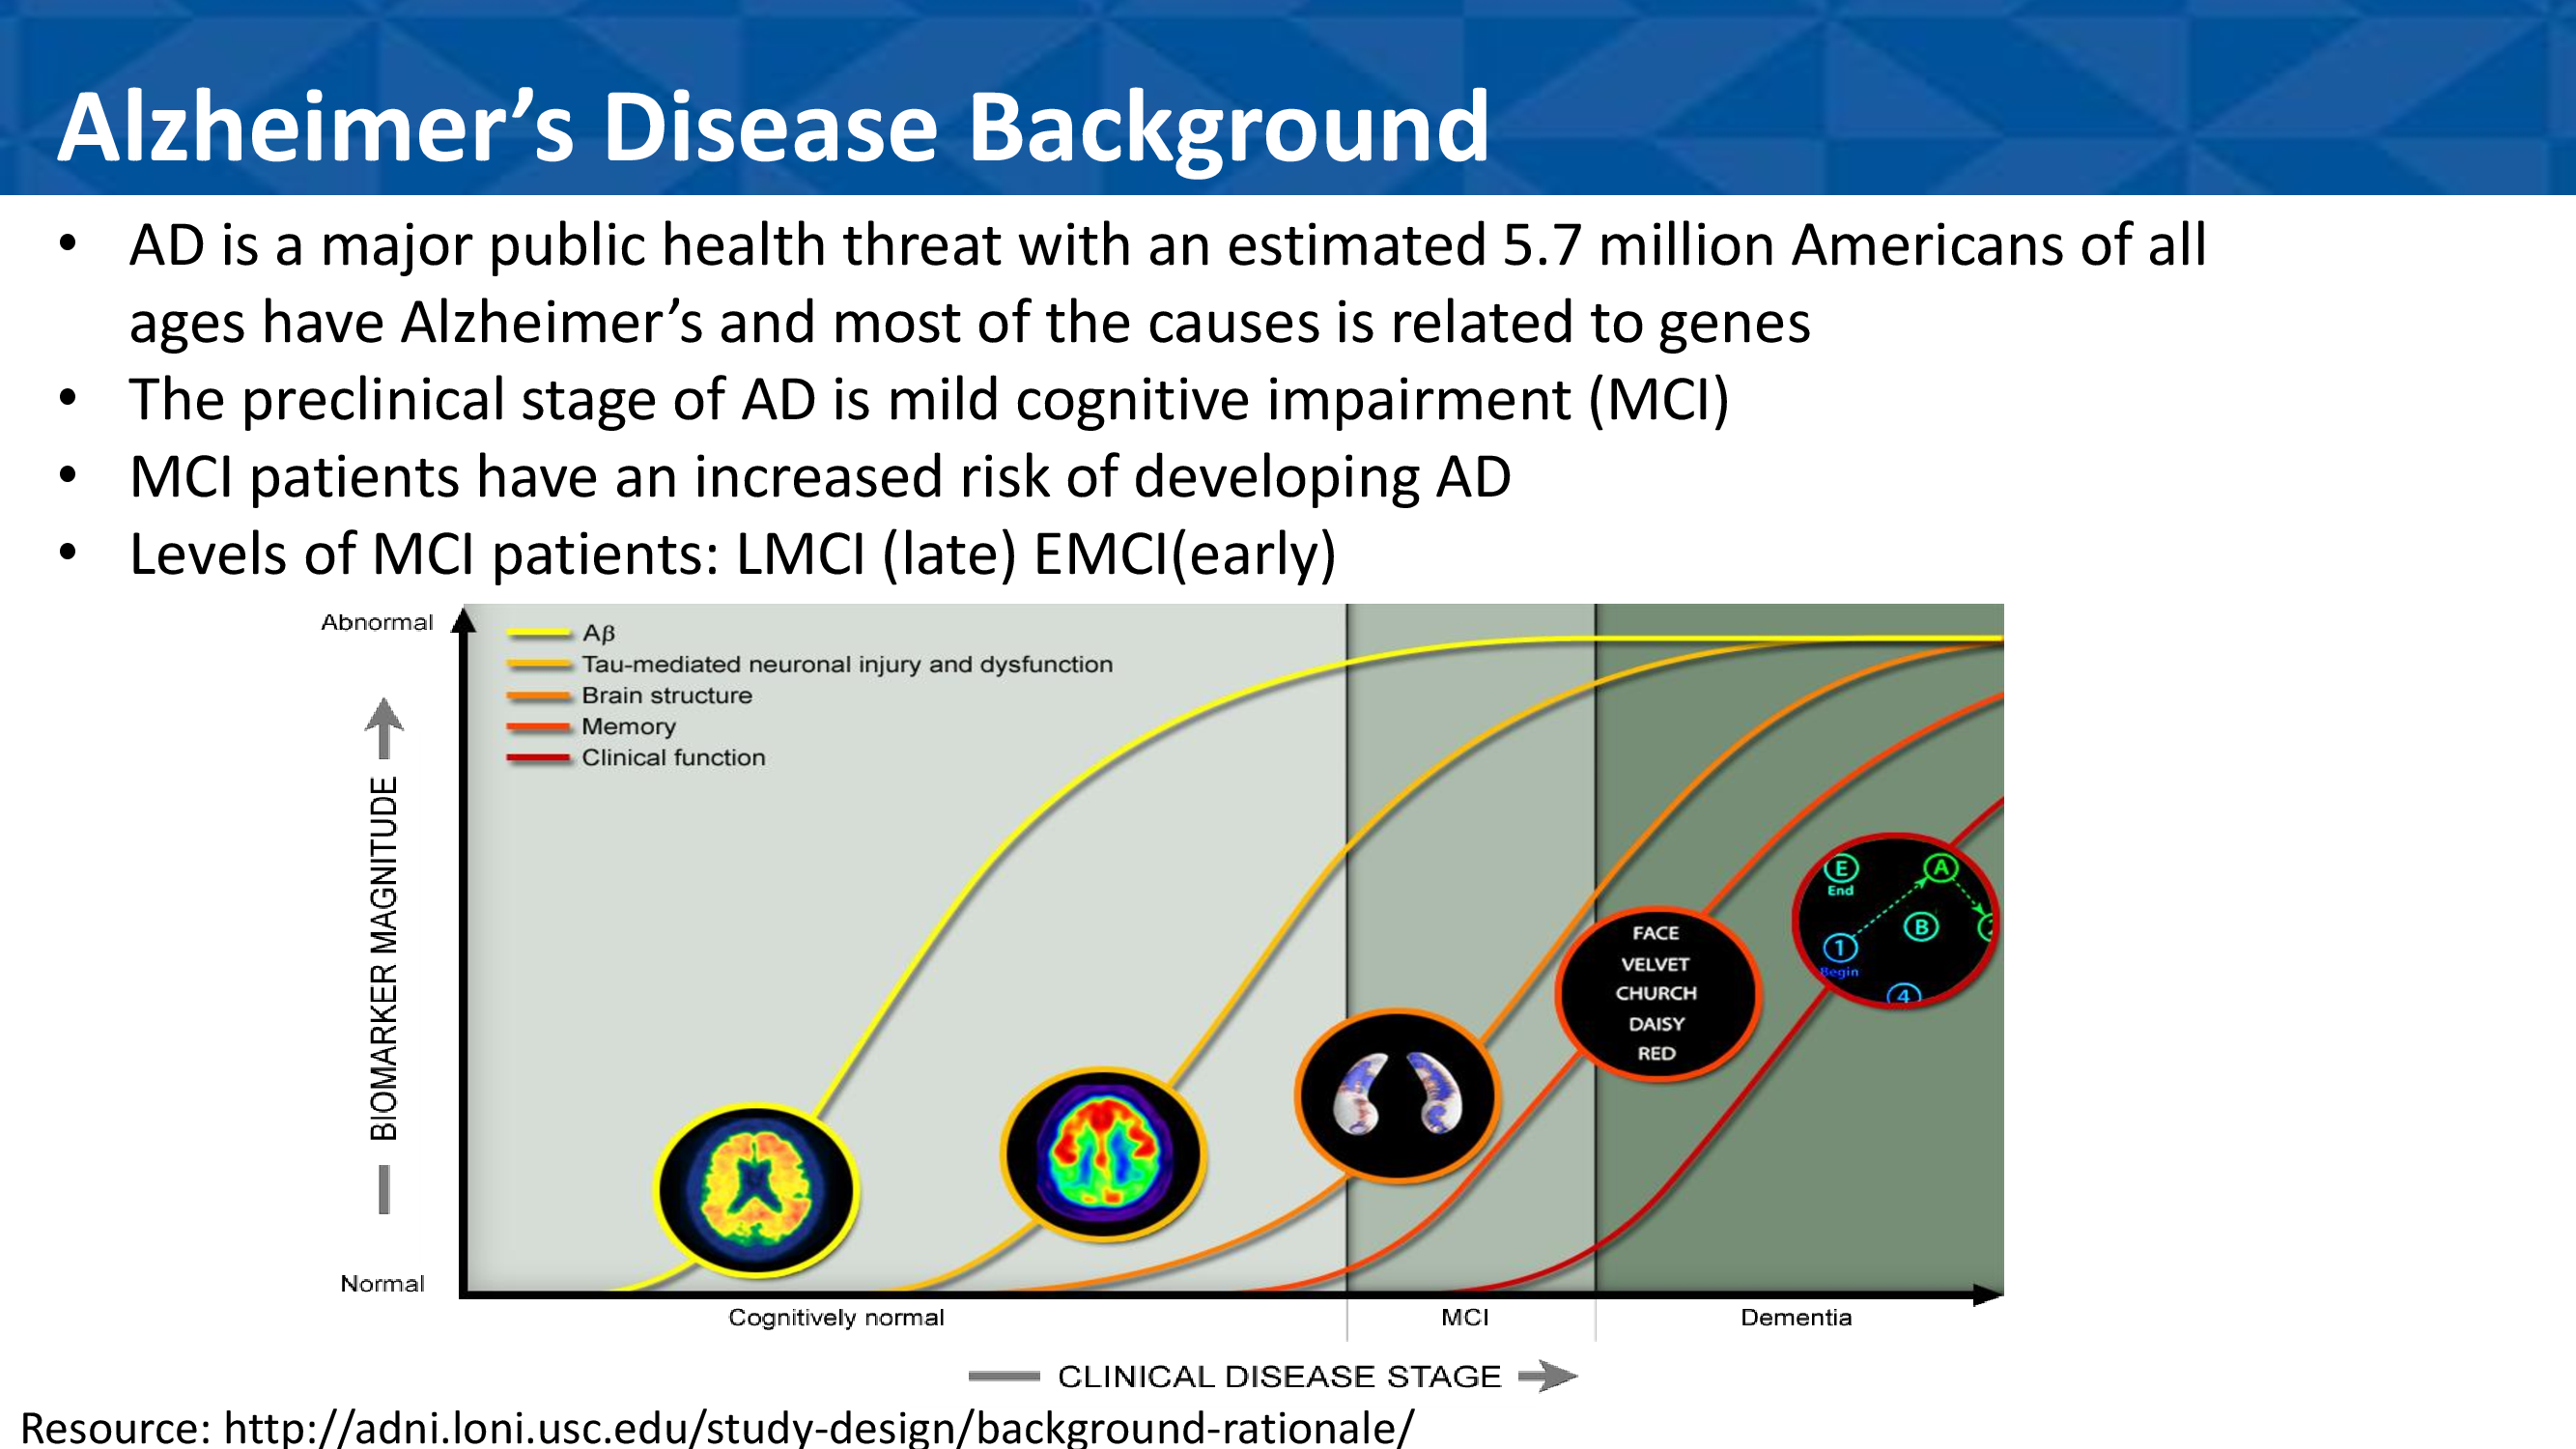 Alzheimer’s Disease Background
• AD is a major public health threat with an estimated 5.7 million Americans of all
ages have Alzheimer’s and most of the causes is related to genes
• The preclinical stage of AD is mild cognitive impairment (MCI)
• MCI patients have an increased risk of developing AD
• Levels of MCI patients: LMCI (late) EMCI(early)
Abnormal
Aβ
Tau-mediated neuronal injury and dysfunction
Brain structure
Memory
Clinical function
BIOMARKER MAGNITUDE
E
End
A
B
1
Begin
4
FACE
VELVET
CHURCH
DAISY
RED
Normal
Cognitively normal
MCI
Dementia
CLINICAL DISEASE STAGE
Resource: http://adni.loni.usc.edu/study-design/background-rationale/